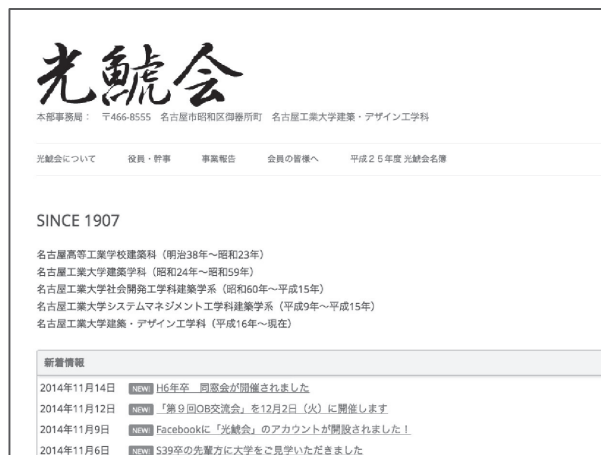 光鯱会
本部事務局： 〒466-8555 名古屋市昭和区御器所町 名古屋工業大学建築・デザイン工学科
光鯱会について 役員・幹事 事業報告 会員の皆様へ 平成２５年度 光鯱会名簿
SINCE 1907
名古屋高等工業学校建築科（明治38年〜昭和23年）
名古屋工業大学建築学科（昭和24年〜昭和59年）
名古屋工業大学社会開発工学科建築学系（昭和60年〜平成15年）
名古屋工業大学システムマネジメント工学科建築学系（平成9年〜平成15年）
名古屋工業大学建築・デザイン工学科（平成16年〜現在）
新着情報
2014年11月14日 NEW! H6年卒 同窓会が開催されました
2014年11月12日 NEW! 「第９回OB交流会」を12月2日（火）に開催します
2014年11月9日 NEW! Facebookに「光鯱会」のアカウントが開設されました！
2014年11月6日 NEW! S39卒の先輩方に大学をご見学いただきました